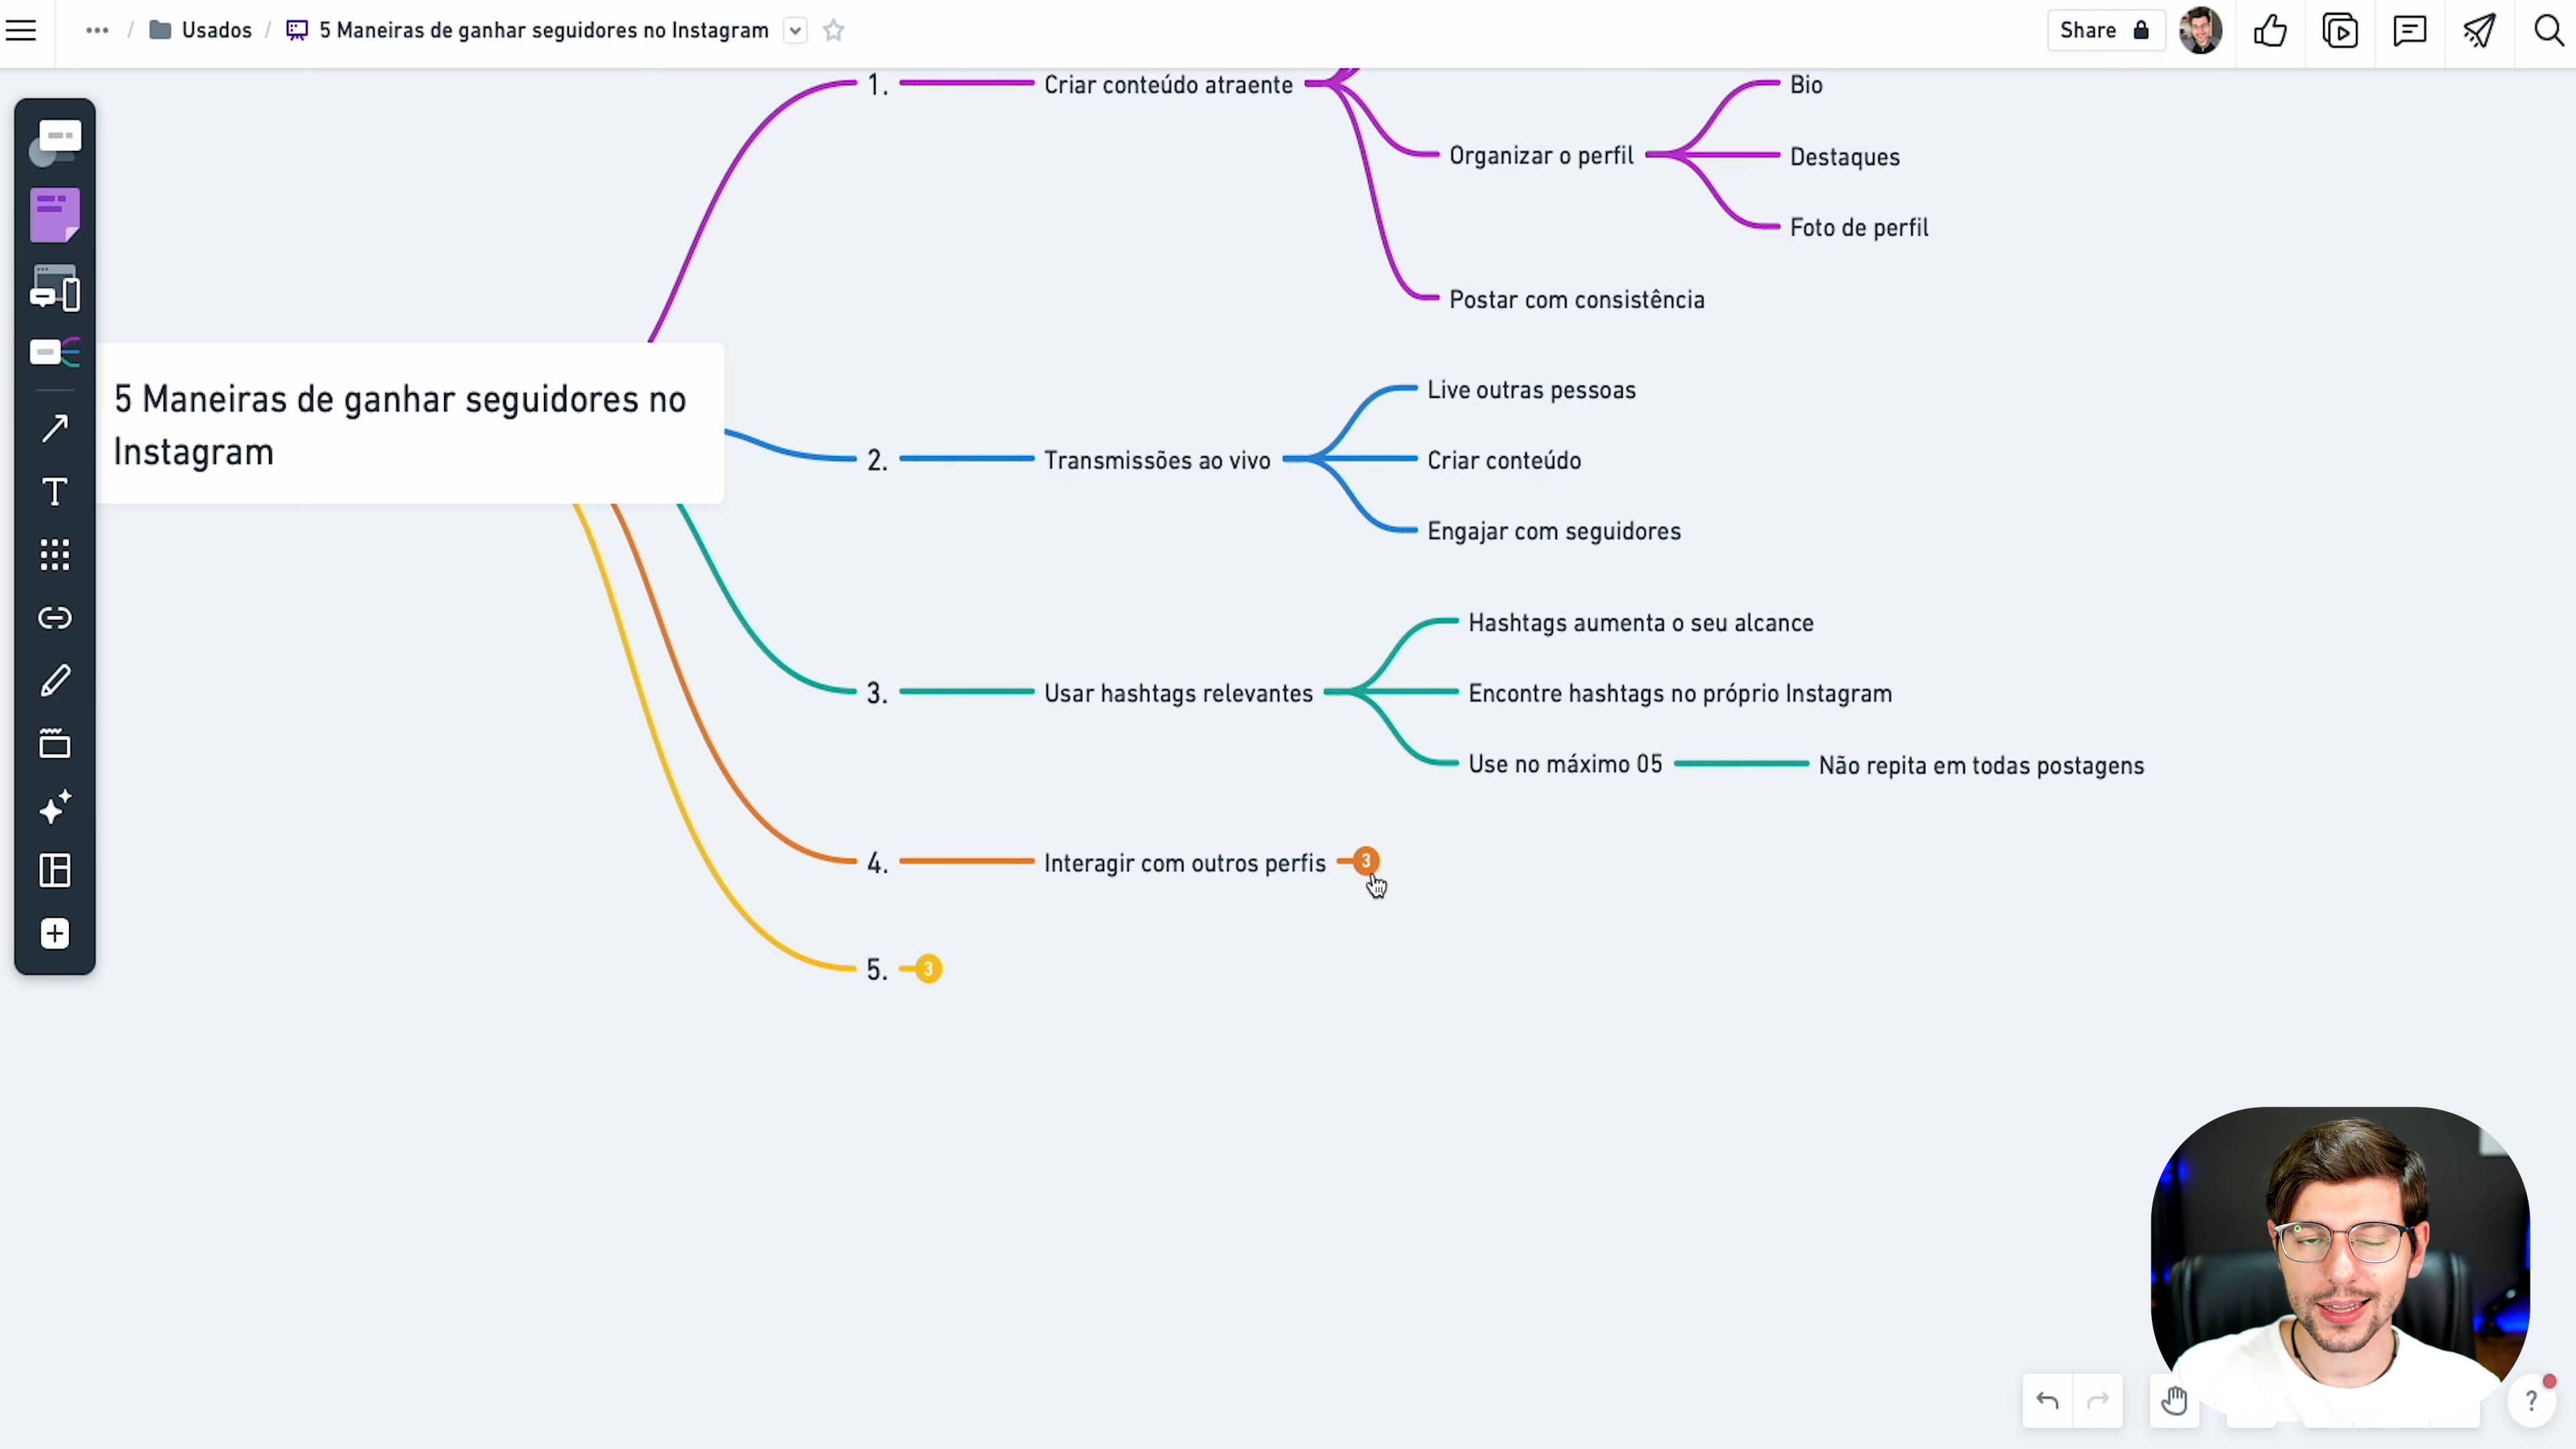 Usados / 5 Maneiras de ganhar seguidores no Instagram
Share
1. Criar conteúdo atraente
Bio
Organizar o perfil
Destaques
Foto de perfil
Postar com consistência
5 Maneiras de ganhar seguidores no
Instagram
2. Transmissões ao vivo
Live outras pessoas
Criar conteúdo
Engajar com seguidores
3. Usar hashtags relevantes
Hashtags aumenta o seu alcance
Encontre hashtags no próprio Instagram
Use no máximo 05
Não repita em todas postagens
4. Interagir com outros perfis 3
5. 3
?